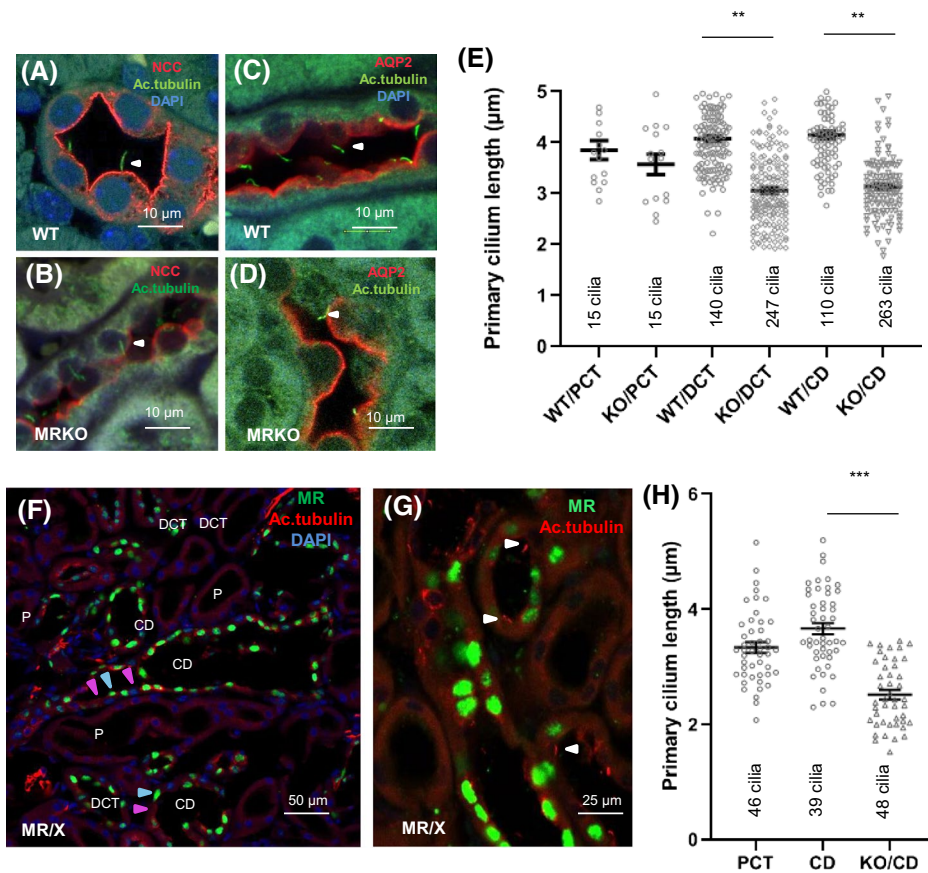 (A)
NCC
Ac.tubulin
DAPI
10 µm
WT
(C)
AQP2
Ac.tubulin
DAPI
10 µm
WT
(B)
NCC
Ac.tubulin
10 µm
MRKO
(D)
AQP2
Ac.tubulin
10 µm
(E)
**
**
Primary cilium length (µm)
5
4
3
2
1
0
15 cilia
15 cilia
140 cilia
247 cilia
110 cilia
263 cilia
WT/PCT
KO/PCT
WT/DCT
KO/DCT
WT/CD
KO/CD
(F)
MR
Ac.tubulin
DAPI
DCT
DCT
P
P
CD
CD
P
DCT
CD
50 µm
MR/X
(G)
MR
Ac.tubulin
25 µm
MR/X
(H)
***
Primary cilium length (µm)
6
4
2
0
46 cilia
39 cilia
48 cilia
PCT
CD
KO/CD